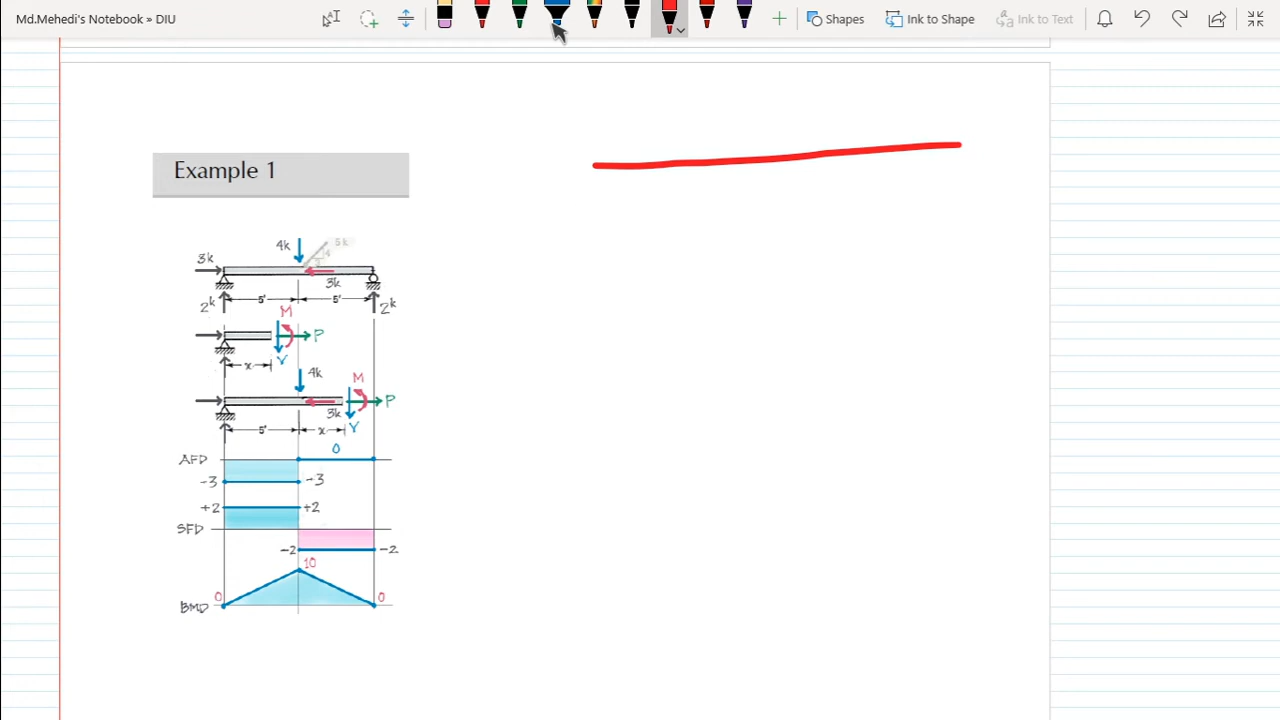 Md.Mehedi's Notebook » DIU
Shapes
Ink to Shape
Ink to Text
Example 1
4k
5k
3k
3k
2k
5'
5'
2k
M
P
V
x
4k
M
P
3k
V
5'
x
0
AFD
-3
-3
+2
+2
SFD
-2
-2
10
0
0
BMD